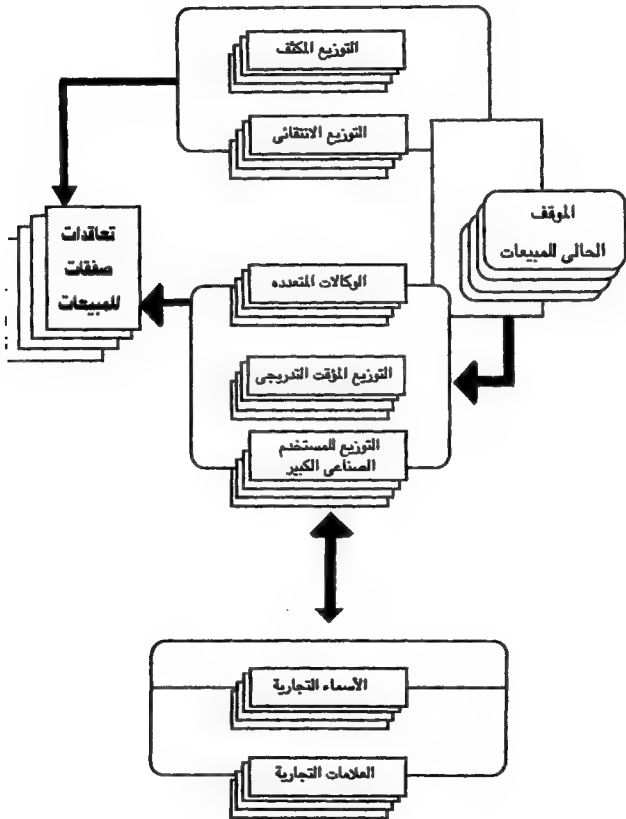 التوزيع المكثف
التوزيع الانتقائى
الموقف
الحالى للمبيعات
تعاقدات
صفقات
للمبيعات
الوكالات المتعدده
التوزيع المؤقت التدريجى
التوزيع للمستخدم
الصناعى الكبير
الأسماء التجارية
العلامات التجارية